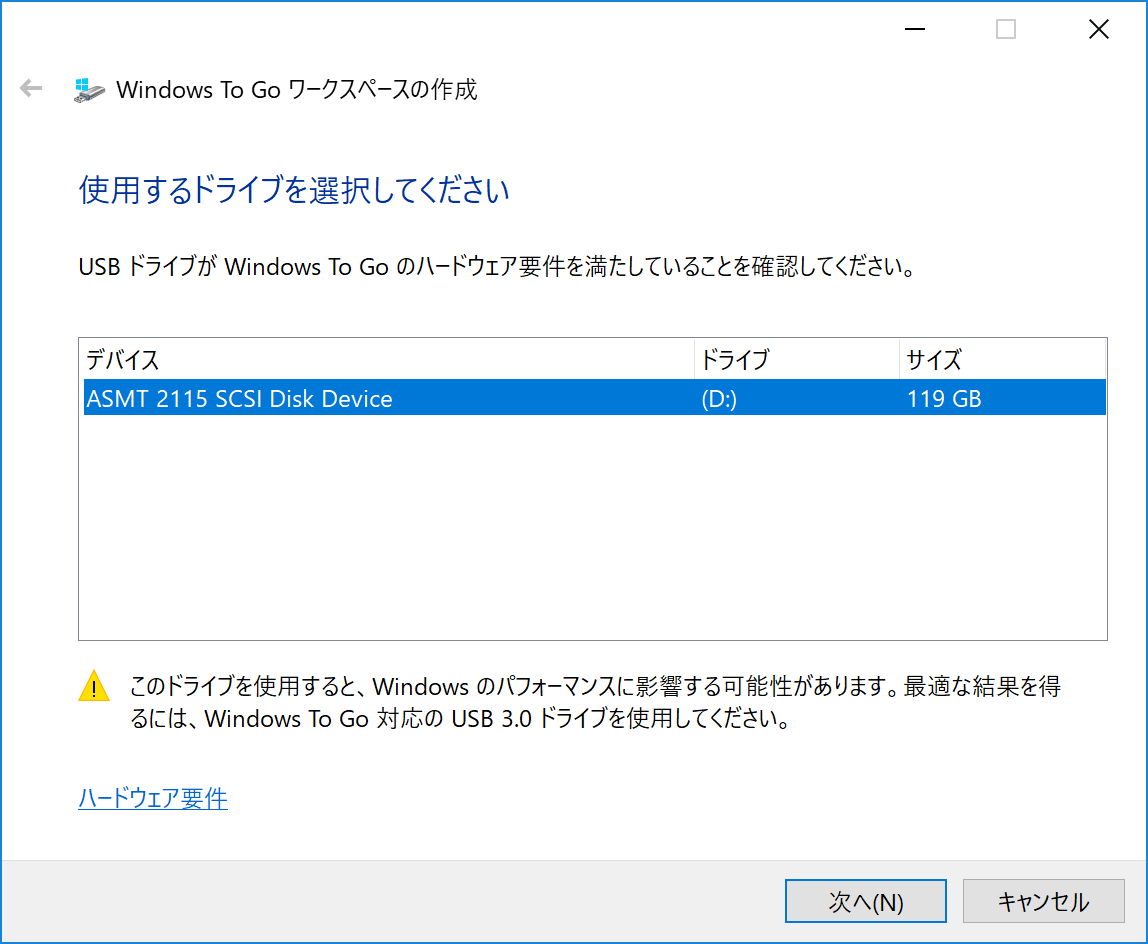 Windows To Go ワークスペースの作成
使用するドライブを選択してください
USB ドライブが Windows To Go のハードウェア要件を満たしていることを確認してください。
デバイス ドライブ サイズ
ASMT 2115 SCSI Disk Device (D:) 119 GB
このドライブを使用すると、Windows のパフォーマンスに影響する可能性があります。最適な結果を得
るには、Windows To Go 対応の USB 3.0 ドライブを使用してください。
ハードウェア要件
次へ(N) キャンセル